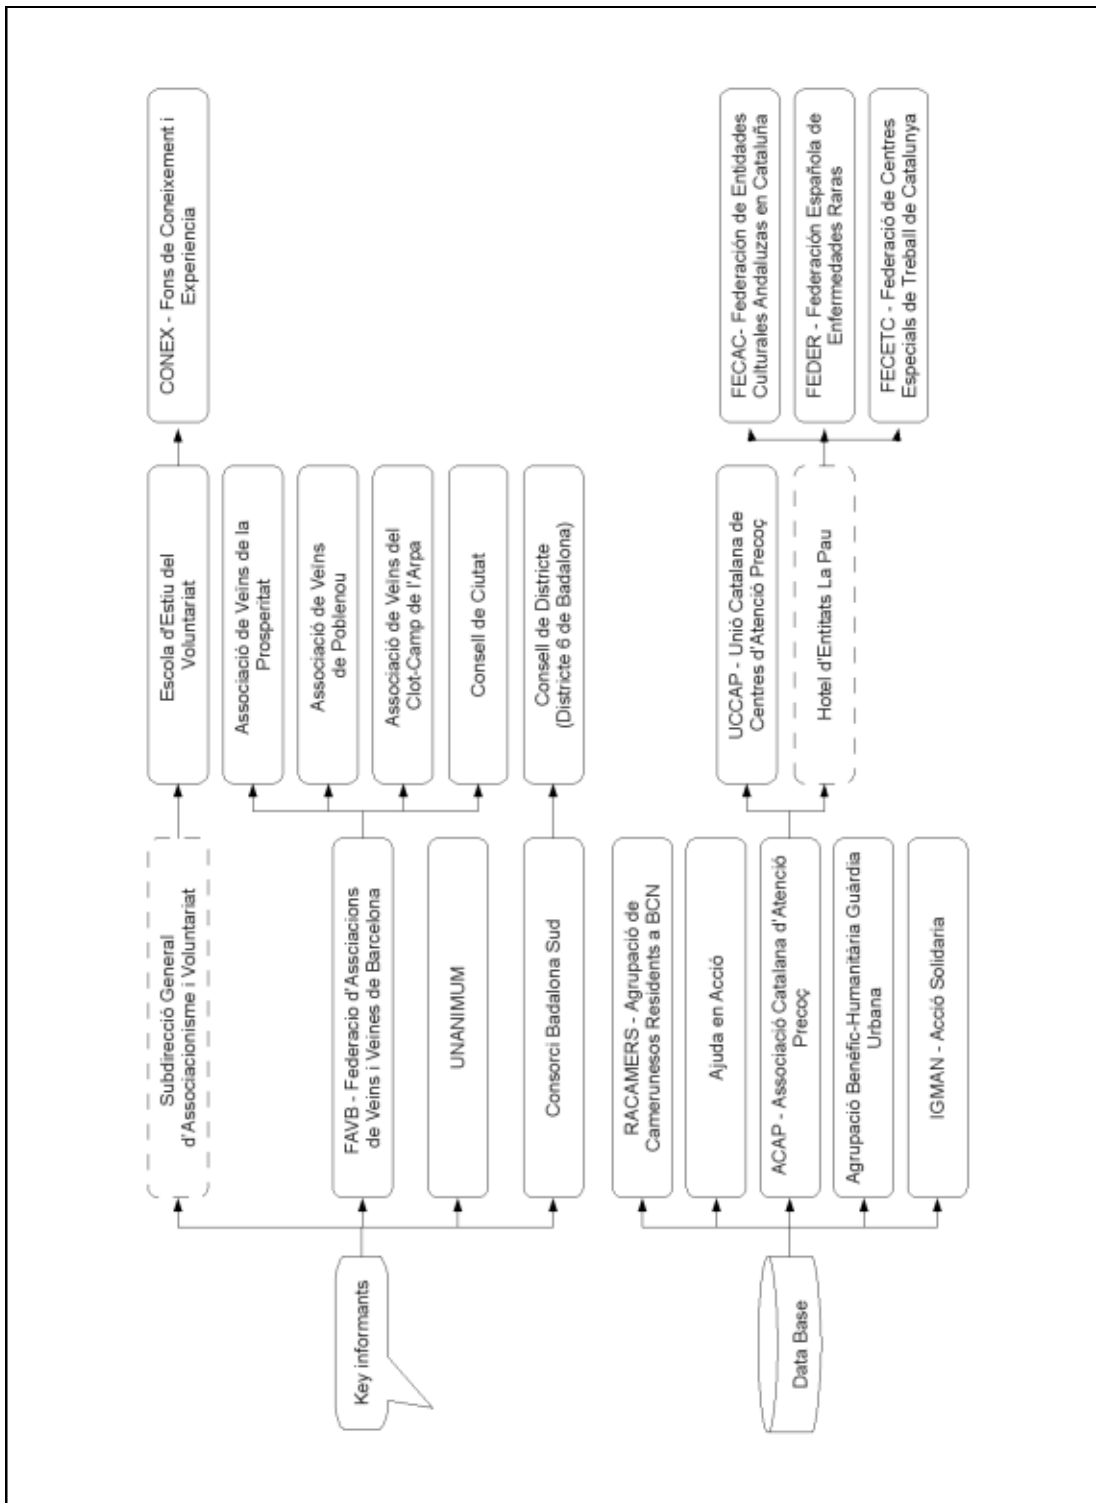 Key informants
Subdirecció General
d'Associacionisme i Voluntariat
Escola d'Estiu del
Voluntariat
CONEX - Fons de Coneixement i
Experiencia
FAVB - Federacio d'Associacions
de Veins i Veines de Barcelona
Associació de Veïns de la
Prosperitat
Associació de Veïns
de Poblenou
Associació de Veïns del
Clot-Camp de l'Arpa
Consell de Ciutat
UNANIMUM
Consorci Badalona Sud
Consell de Districte
(Districte 6 de Badalona)
Data Base
RACAMERS - Agrupació de
Camerunesos Residents a BCN
Ajuda en Acció
ACAP - Associació Catalana d'Atenció
Precoç
UCCAP - Unió Catalana de
Centres d'Atenció Precoç
Hotel d'Entitats La Pau
FECAC- Federación de Entidades
Culturales Andaluzas en Cataluña
FEDER - Federación Española de
Enfermedades Raras
FECETC - Federació de Centres
Especials de Treball de Catalunya
Agrupació Benèfic-Humanitària Guàrdia
Urbana
IGMAN - Acció Solidaria